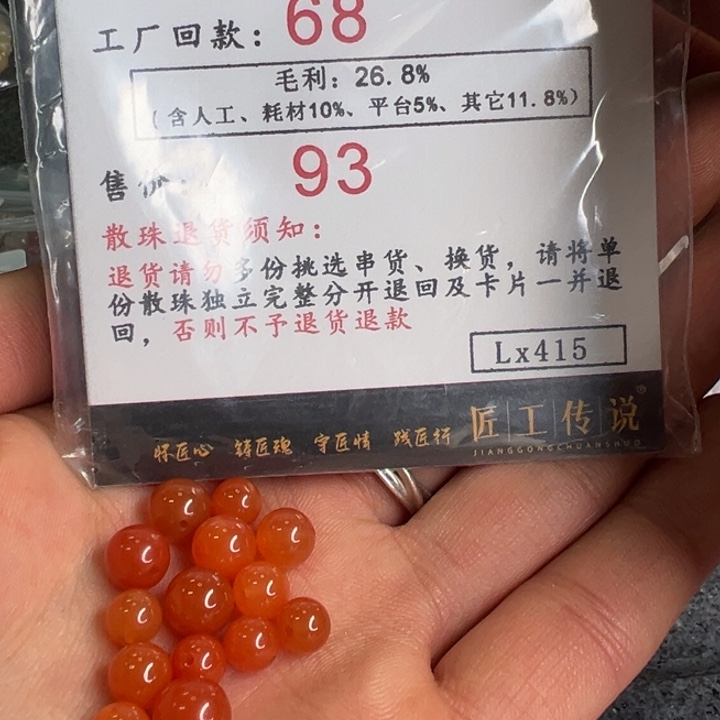 工厂回款：68
毛利：26.8%
（含人工、耗材10%、平台5%、其它11.8%）
售价：93
散珠退货须知：
退货请勿多份挑选串货、换货，请将单
份散珠独立完整分开退回及卡片一并退
回，否则不予退货退款
Lx415
怀匠心 铸匠魂 守匠情 践匠行
匠工传说®
JIANGGONGCHUANSHUO